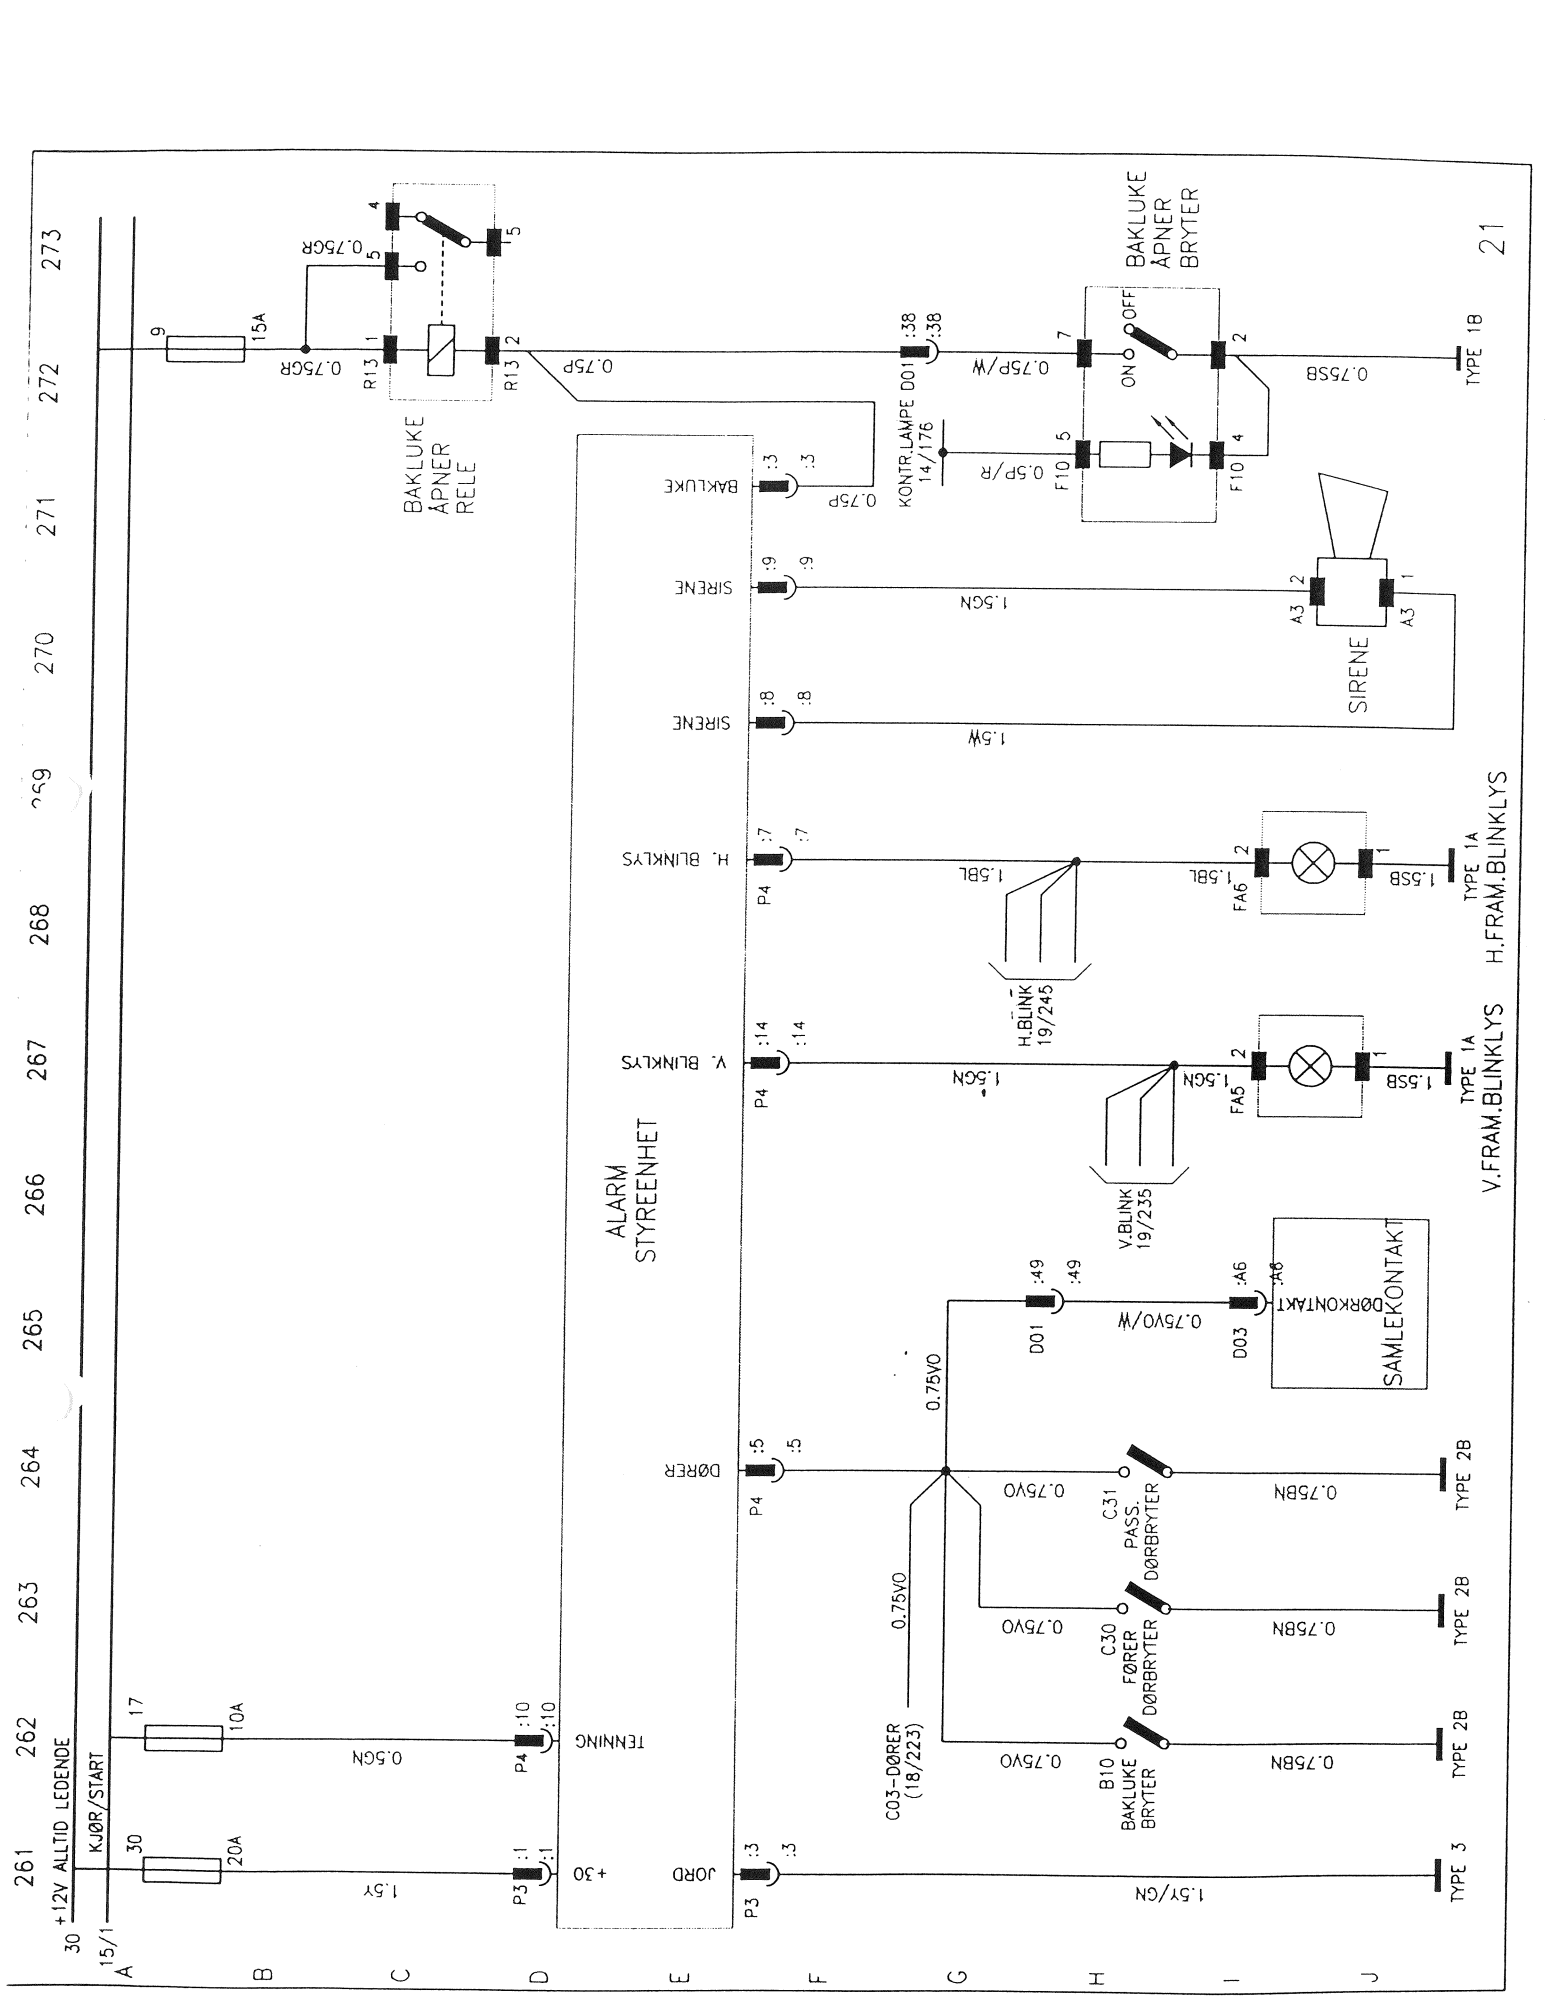 261
262
263
264
265
266
267
268
270
271
272
273
30
+12V ALLTID LEDENDE
15/1
KJØR/START
A
B
C
D
E
F
G
H
I
J
30
20A
1.5Y
P3
:1
:1
+30
17
10A
0.5GN
P4
:10
:10
TENNING
9
15A
0.75GR
0.75GR
R13
1
5
4
R13
2
5
BAKLUKE
ÅPNER
RELE
0.75P
ALARM
STYREENHET
JORD
P3
:3
:3
1.5Y/GN
TYPE 3
DØRER
P4
:5
:5
C03-DØRER
(18/223)
0.75VO
0.75VO
0.75VO
B10
BAKLUKE
BRYTER
0.75BN
TYPE 2B
0.75VO
C30
FØRER
DØRBRYTER
0.75BN
TYPE 2B
0.75VO
C31
PASS.
DØRBRYTER
0.75BN
TYPE 2B
D01
:49
:49
0.75VO/W
D03
:A6
:A6
DØRKONTAKT
SAMLEKONTAKT
V. BLINKLYS
P4
:14
:14
1.5GN
V.BLINK
19/235
1.5GN
FA5
2
1
1.5SB
TYPE 1A
V.FRAM.BLINKLYS
H. BLINKLYS
P4
:7
:7
1.5BL
H.BLINK
19/245
1.5BL
FA6
2
1
1.5SB
TYPE 1A
H.FRAM.BLINKLYS
SIRENE
:8
:8
1.5W
SIRENE
:9
:9
1.5GN
A3
2
A3
1
SIRENE
BAKLUKE
:3
:3
0.75P
KONTR.LAMPE
14/176
D01
:38
:38
0.5P/R
0.75P/W
F10
5
7
ON
OFF
F10
4
2
BAKLUKE
ÅPNER
BRYTER
0.75SB
TYPE 1B
21